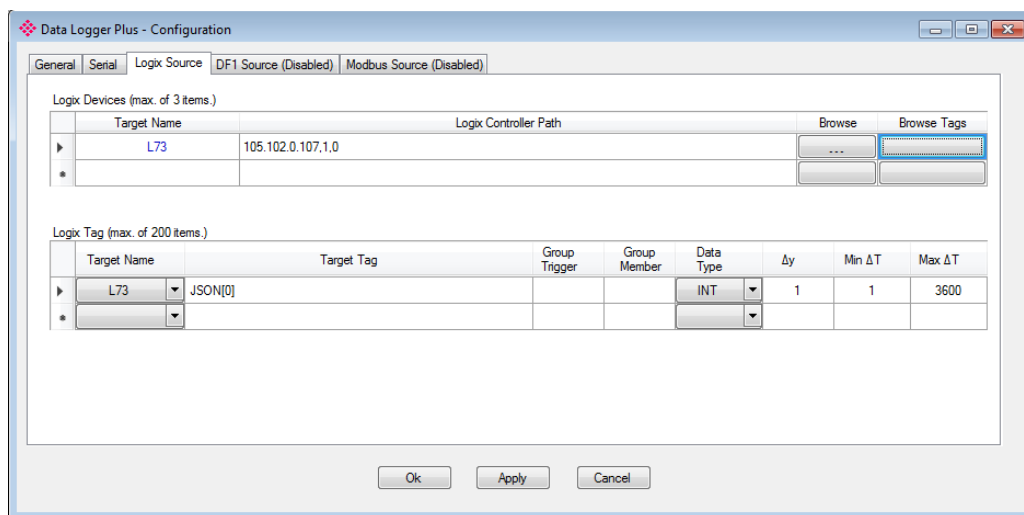 Data Logger Plus - Configuration
General Serial Logix Source DF1 Source (Disabled) Modbus Source (Disabled)
Logix Devices (max. of 3 items.)
Target Name Logix Controller Path Browse Browse Tags
L73 105.102.0.107,1,0 ...
Logix Tag (max. of 200 items.)
Target Name Target Tag Group Trigger Group Member Data Type Δy Min ΔT Max ΔT
L73 JSON[0] INT 1 1 3600
Ok Apply Cancel